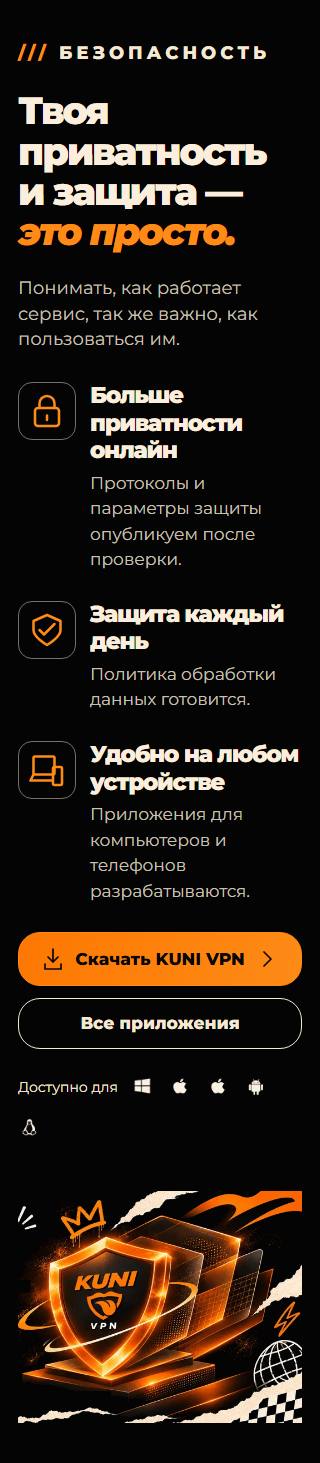 /// БЕЗОПАСНОСТЬ
Твоя
приватность
и защита —
это просто.
Понимать, как работает
сервис, так же важно, как
пользоваться им.
Больше
приватности
онлайн
Протоколы и
параметры защиты
опубликуем после
проверки.
Защита каждый
день
Политика обработки
данных готовится.
Удобно на любом
устройстве
Приложения для
компьютеров и
телефонов
разрабатываются.
Скачать KUNI VPN
Все приложения
Доступно для
KUNI
VPN